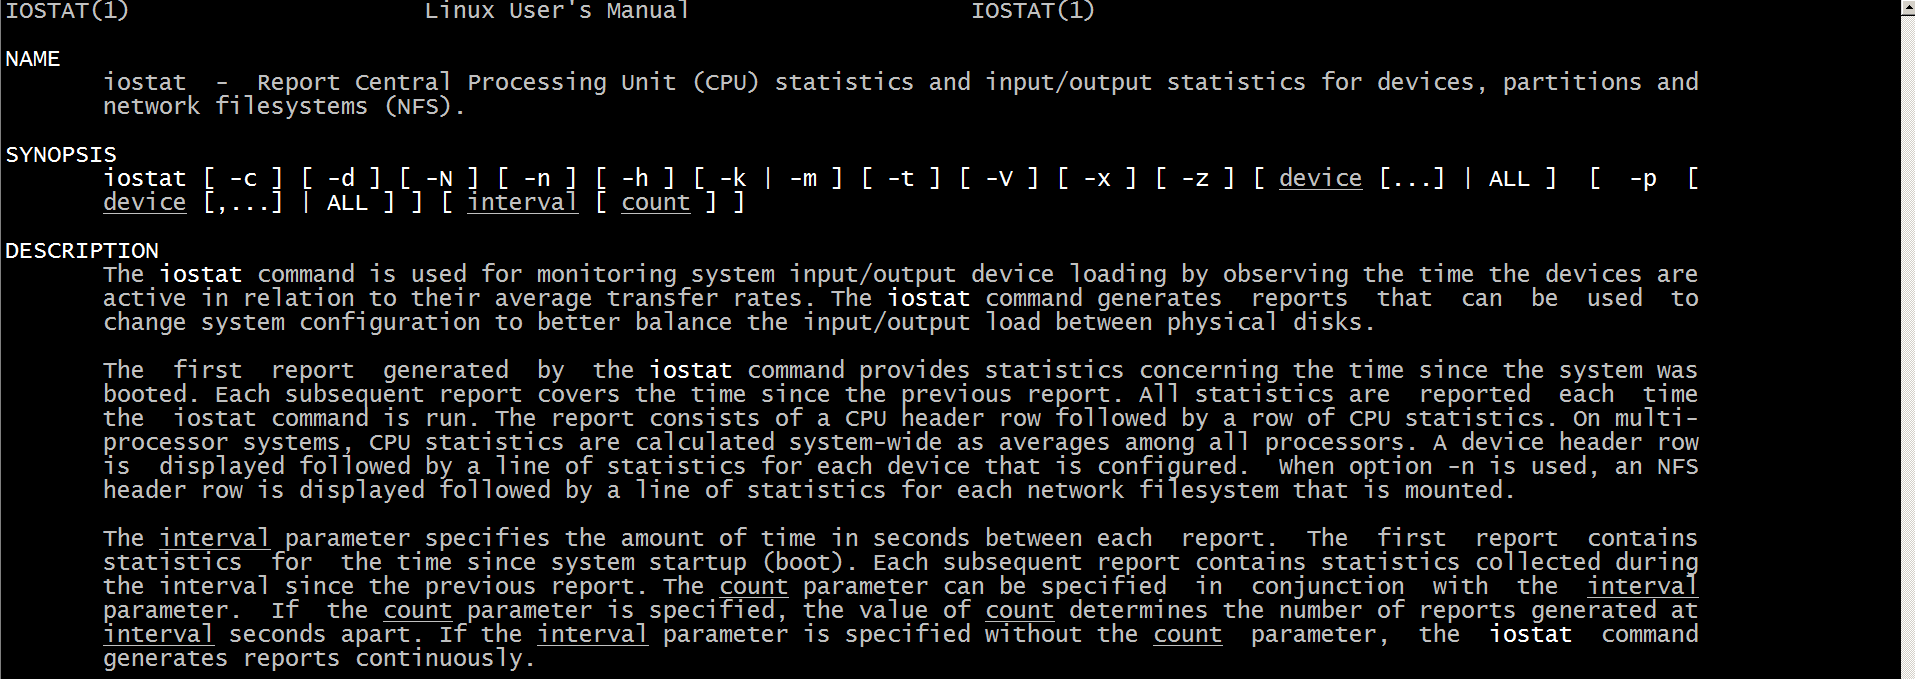 IOSTAT(1) Linux User's Manual IOSTAT(1)
NAME
iostat - Report Central Processing Unit (CPU) statistics and input/output statistics for devices, partitions and
network filesystems (NFS).
SYNOPSIS
iostat [ -c ] [ -d ] [ -N ] [ -n ] [ -h ] [ -k | -m ] [ -t ] [ -V ] [ -x ] [ -z ] [ device [...] | ALL ] [ -p [
device [,...] | ALL ] ] [ interval [ count ] ]
DESCRIPTION
The iostat command is used for monitoring system input/output device loading by observing the time the devices are
active in relation to their average transfer rates. The iostat command generates reports that can be used to
change system configuration to better balance the input/output load between physical disks.
The first report generated by the iostat command provides statistics concerning the time since the system was
booted. Each subsequent report covers the time since the previous report. All statistics are reported each time
the iostat command is run. The report consists of a CPU header row followed by a row of CPU statistics. On multi-
processor systems, CPU statistics are calculated system-wide as averages among all processors. A device header row
is displayed followed by a line of statistics for each device that is configured. When option -n is used, an NFS
header row is displayed followed by a line of statistics for each network filesystem that is mounted.
The interval parameter specifies the amount of time in seconds between each report. The first report contains
statistics for the time since system startup (boot). Each subsequent report contains statistics collected during
the interval since the previous report. The count parameter can be specified in conjunction with the interval
parameter. If the count parameter is specified, the value of count determines the number of reports generated at
interval seconds apart. If the interval parameter is specified without the count parameter, the iostat command
generates reports continuously.